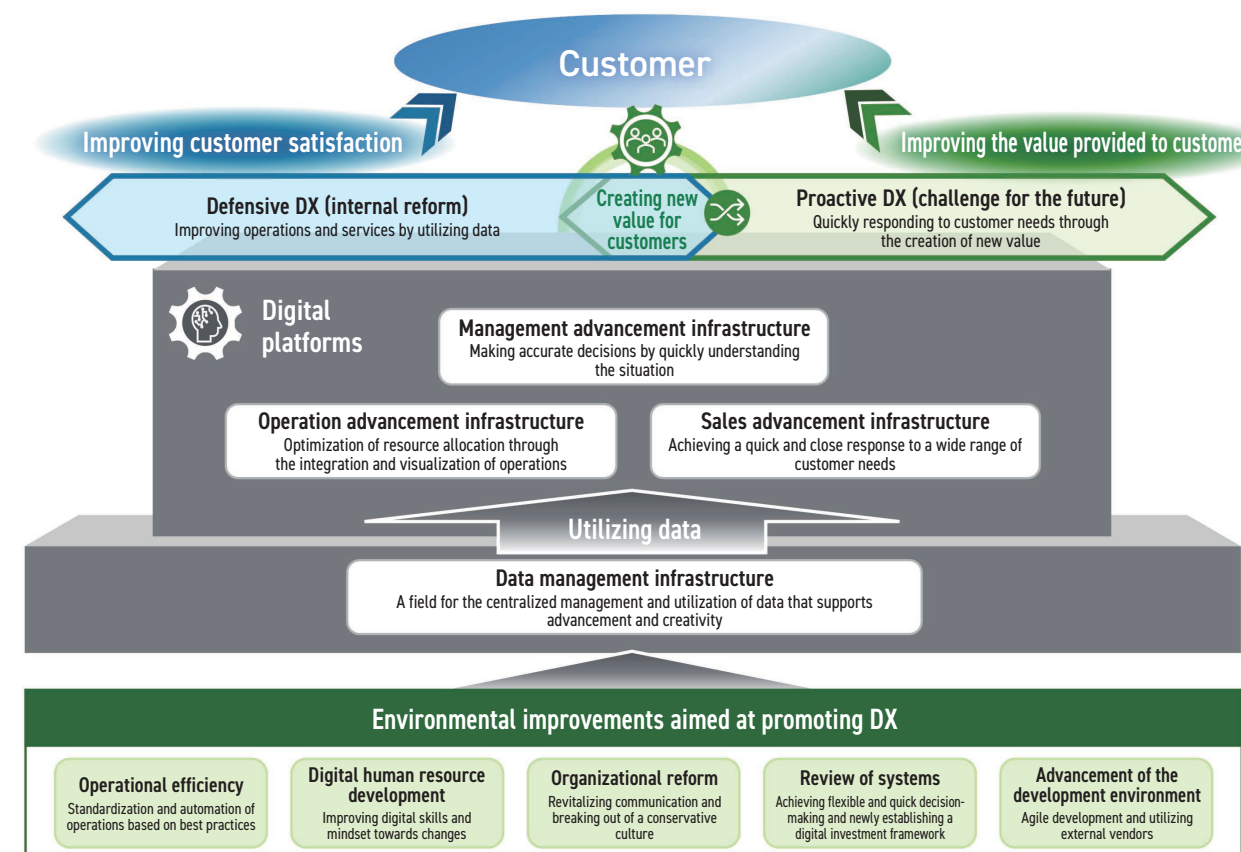 Customer
Improving customer satisfaction
Improving the value provided to custome
Defensive DX (internal reform)
Improving operations and services by utilizing data
Creating new
value for
customers
Proactive DX (challenge for the future)
Quickly responding to customer needs through
the creation of new value
Digital
platforms
Management advancement infrastructure
Making accurate decisions by quickly understanding
the situation
Operation advancement infrastructure
Optimization of resource allocation through
the integration and visualization of operations
Sales advancement infrastructure
Achieving a quick and close response to a wide range of
customer needs
Utilizing data
Data management infrastructure
A field for the centralized management and utilization of data that supports
advancement and creativity
Environmental improvements aimed at promoting DX
Operational efficiency
Standardization and automation of
operations based on best practices
Digital human resource
development
Improving digital skills and
mindset towards changes
Organizational reform
Revitalizing communication and
breaking out of a conservative
culture
Review of systems
Achieving flexible and quick decision-
making and newly establishing a
digital investment framework
Advancement of the
development environment
Agile development and utilizing
external vendors